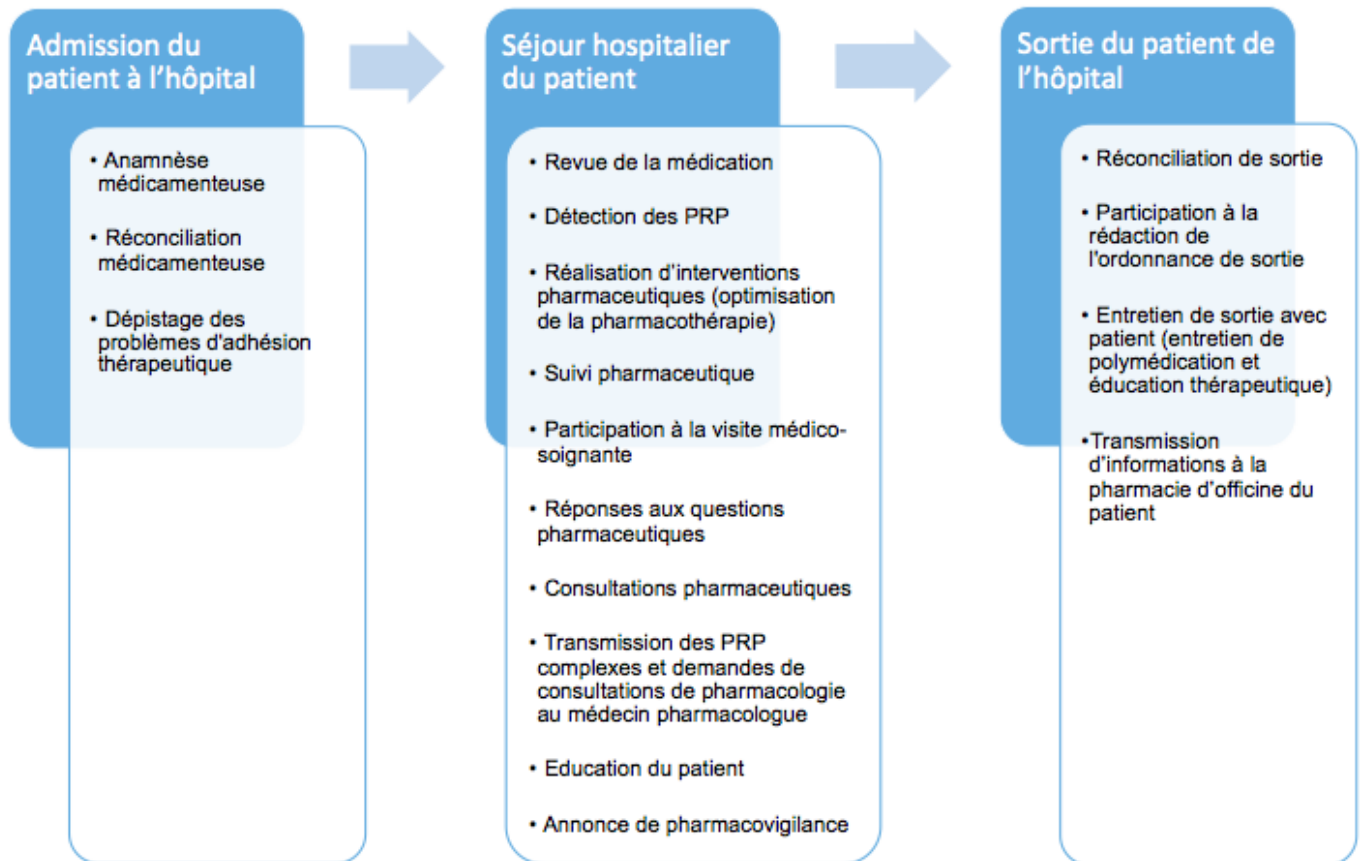 Admission du
patient à l'hôpital
• Anamnèse
médicamenteuse
• Réconciliation
médicamenteuse
• Dépistage des
problèmes d'adhésion
thérapeutique
Séjour hospitalier
du patient
• Revue de la médication
• Détection des PRP
• Réalisation d'interventions
pharmaceutiques (optimisation
de la pharmacothérapie)
• Suivi pharmaceutique
• Participation à la visite médico-
soignante
• Réponses aux questions
pharmaceutiques
• Consultations pharmaceutiques
• Transmission des PRP
complexes et demandes de
consultations de pharmacologie
au médecin pharmacologue
• Education du patient
• Annonce de pharmacovigilance
Sortie du patient de
l'hôpital
• Réconciliation de sortie
• Participation à la
rédaction de
l'ordonnance de sortie
• Entretien de sortie avec
patient (entretien de
polymédication et
éducation thérapeutique)
•Transmission
d'informations à la
pharmacie d'officine du
patient